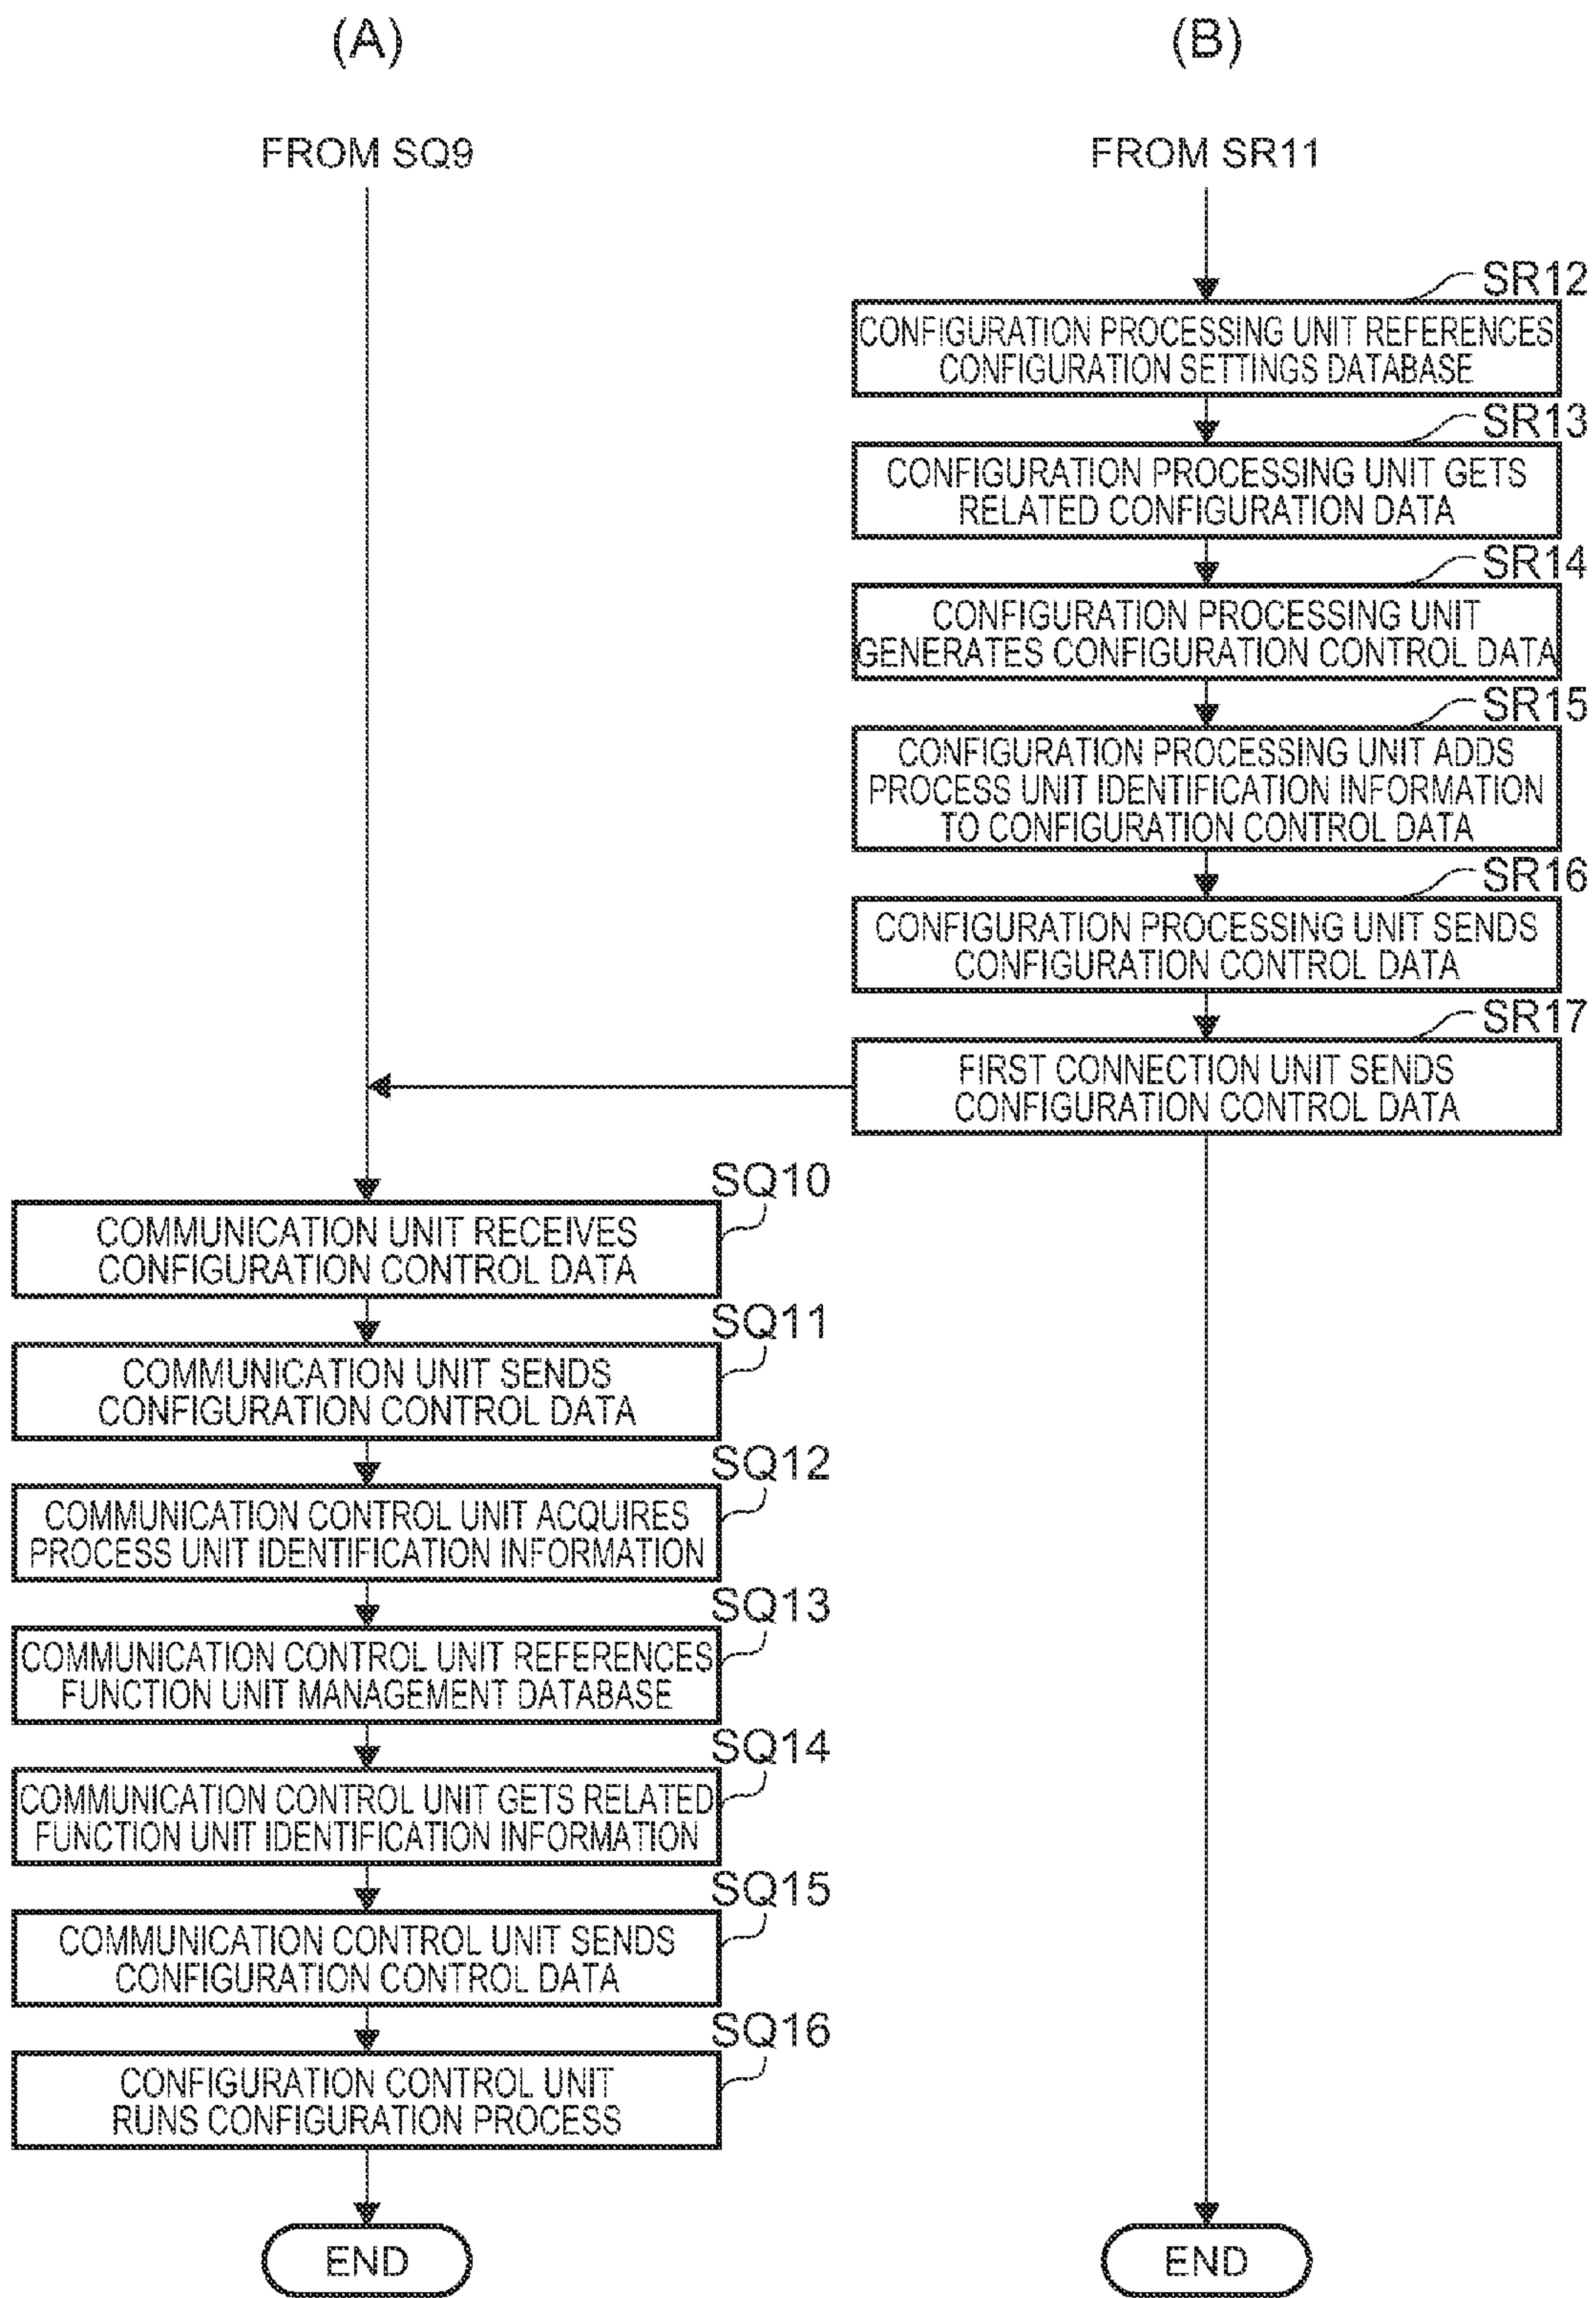 (A)
(B)
FROM SQ9
FROM SR11
SR12
CONFIGURATION PROCESSING UNIT REFERENCES
CONFIGURATION SETTINGS DATABASE
SR13
CONFIGURATION PROCESSING UNIT GETS
RELATED CONFIGURATION DATA
SR14
CONFIGURATION PROCESSING UNIT
GENERATES CONFIGURATION CONTROL DATA
SR15
CONFIGURATION PROCESSING UNIT ADDS
PROCESS UNIT IDENTIFICATION INFORMATION
TO CONFIGURATION CONTROL DATA
SR16
CONFIGURATION PROCESSING UNIT SENDS
CONFIGURATION CONTROL DATA
SR17
FIRST CONNECTION UNIT SENDS
CONFIGURATION CONTROL DATA
SQ10
COMMUNICATION UNIT RECEIVES
CONFIGURATION CONTROL DATA
SQ11
COMMUNICATION UNIT SENDS
CONFIGURATION CONTROL DATA
SQ12
COMMUNICATION CONTROL UNIT ACQUIRES
PROCESS UNIT IDENTIFICATION INFORMATION
SQ13
COMMUNICATION CONTROL UNIT REFERENCES
FUNCTION UNIT MANAGEMENT DATABASE
SQ14
COMMUNICATION CONTROL UNIT GETS RELATED
FUNCTION UNIT IDENTIFICATION INFORMATION
SQ15
COMMUNICATION CONTROL UNIT SENDS
CONFIGURATION CONTROL DATA
SQ16
CONFIGURATION CONTROL UNIT
RUNS CONFIGURATION PROCESS
END
END